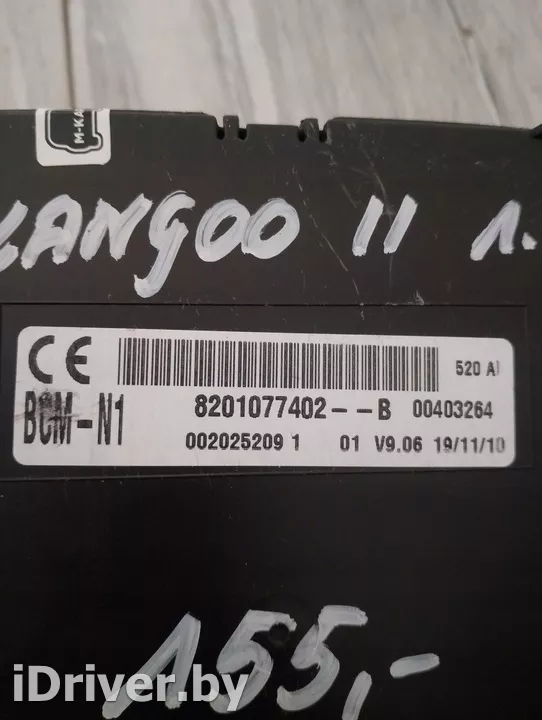 KANGOO II 1.
CE 520 A
BCM-N1 8201077402--B 00403264
002025209 1 01 V9.06 19/11/10
155,-
iDriver.by